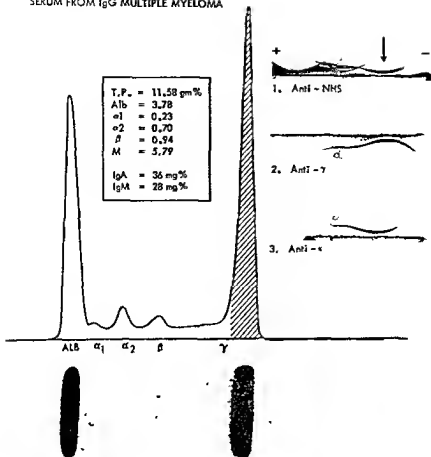 SERUM FROM IgG MULTIPLE MYELOMA
T.P. = 11.58 gm%
Alb = 3.78
α1 = 0.23
α2 = 0.70
β = 0.94
M = 5.79
IgA = 36 mg%
IgM = 28 mg%
+ -
1. Anti - NHS
2. Anti - γ
3. Anti - κ
ALB α1 α2 β γ